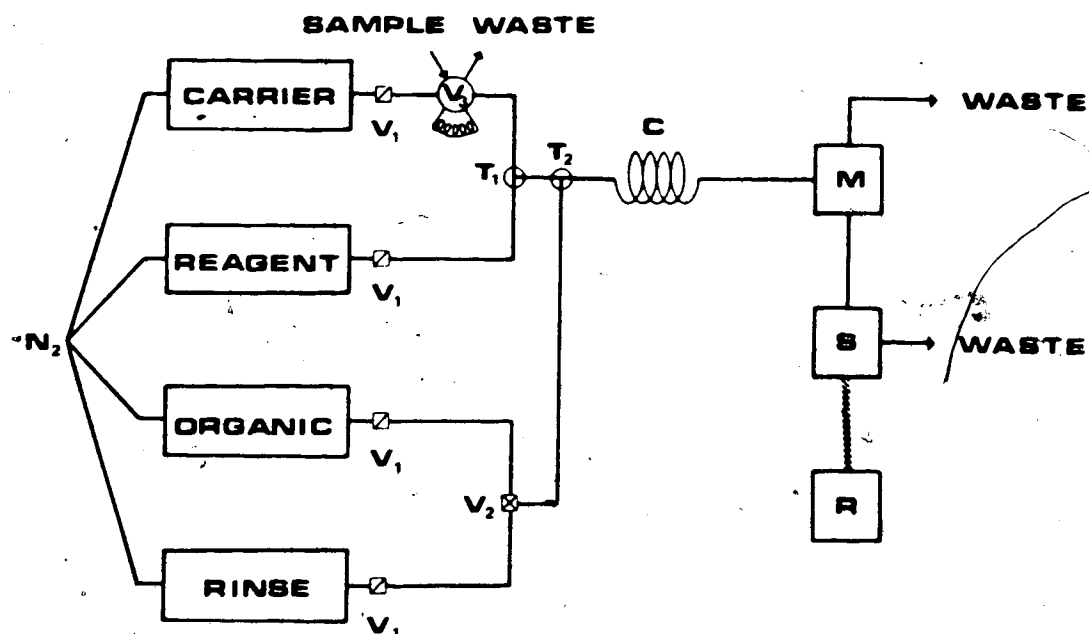 SAMPLE WASTE
CARRIER
V₁
V₃
WASTE
C
T₁
T₂
M
REAGENT
V₁
N₂
S
WASTE
ORGANIC
V₁
V₂
R
RINSE
V₁